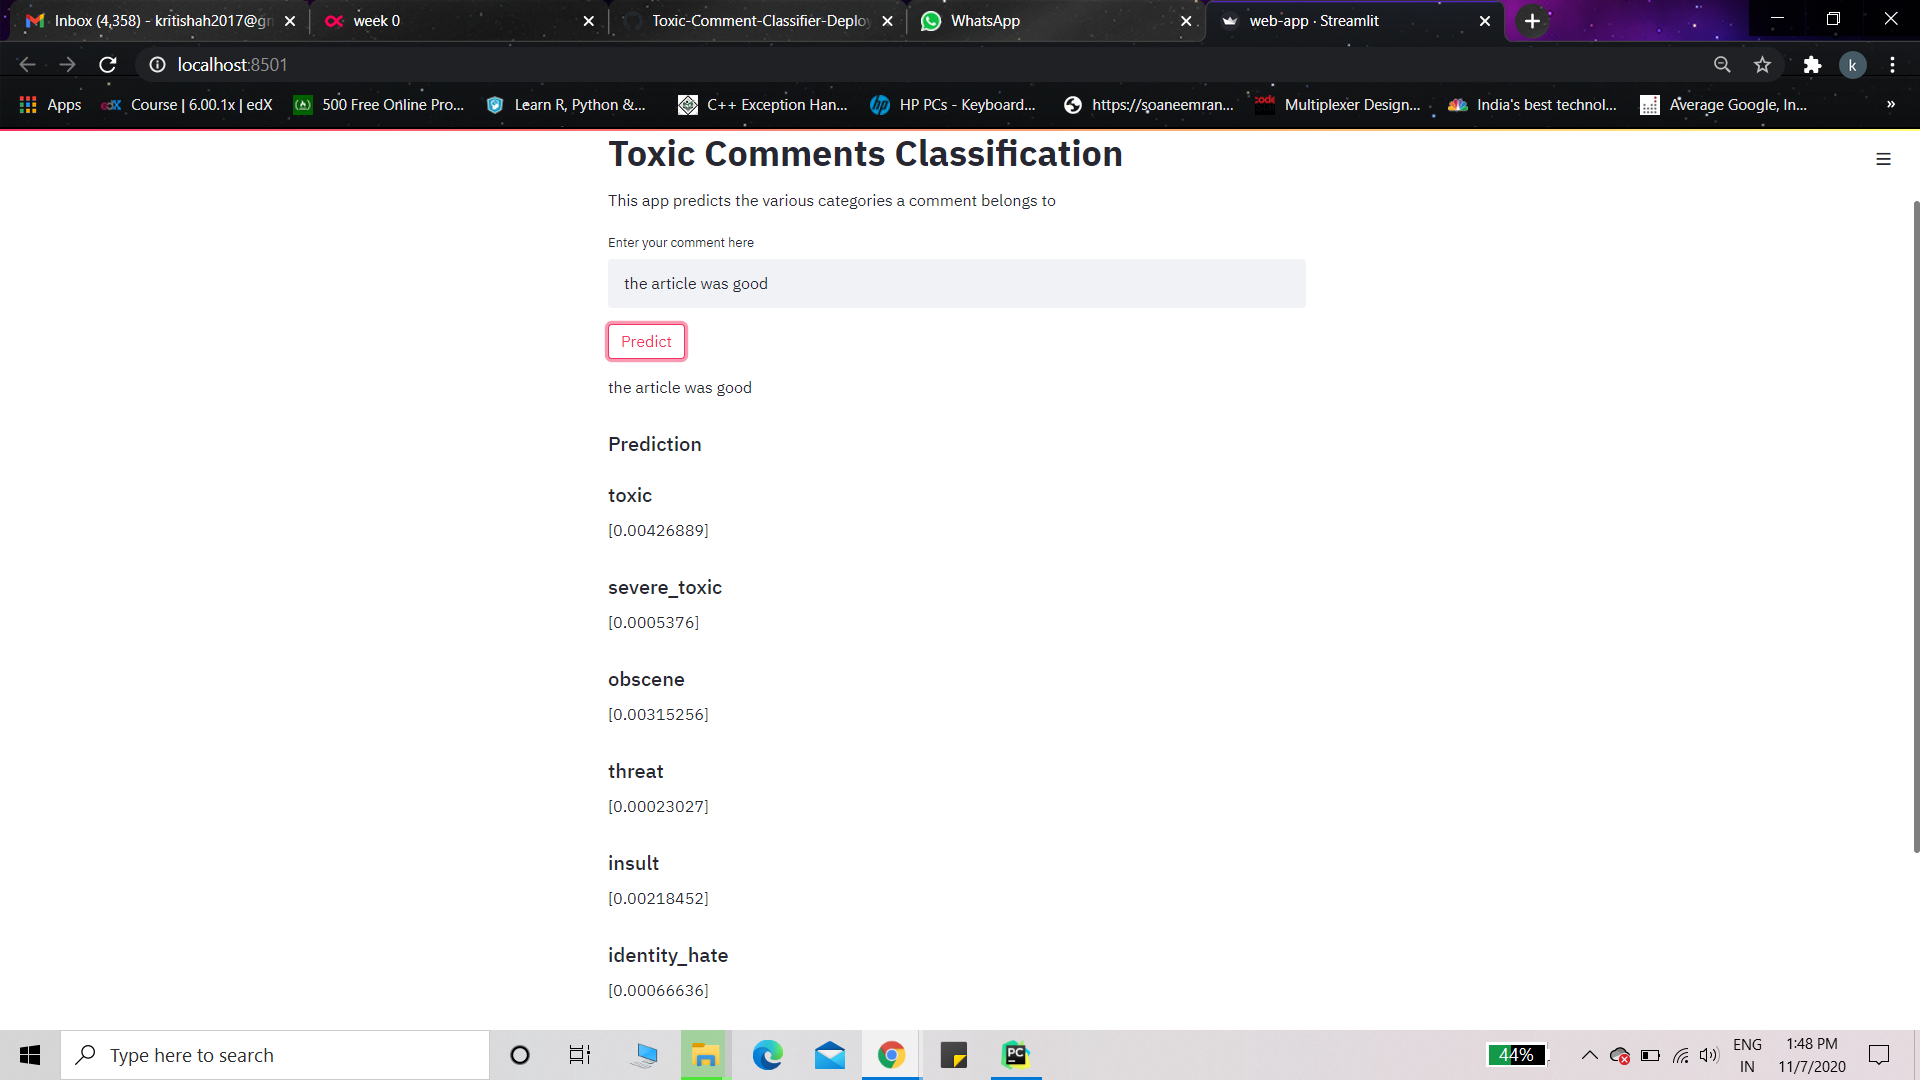 Inbox (4,358) - kritishah2017@gr
week 0
Toxic-Comment-Classifier-Deplo
WhatsApp
web-app · Streamlit
localhost:8501
k
Apps
edX Course | 6.00.1x | edX
500 Free Online Pro...
Learn R, Python &...
C++ Exception Han...
hp HP PCs - Keyboard...
https://soaneemran...
code Multiplexer Design...
India's best technol...
Average Google, In...
»
Toxic Comments Classification
This app predicts the various categories a comment belongs to
Enter your comment here
the article was good
Predict
the article was good
Prediction
toxic
[0.00426889]
severe_toxic
[0.0005376]
obscene
[0.00315256]
threat
[0.00023027]
insult
[0.00218452]
identity_hate
[0.00066636]
Type here to search
PC
44%
ENG
IN
1:48 PM
11/7/2020